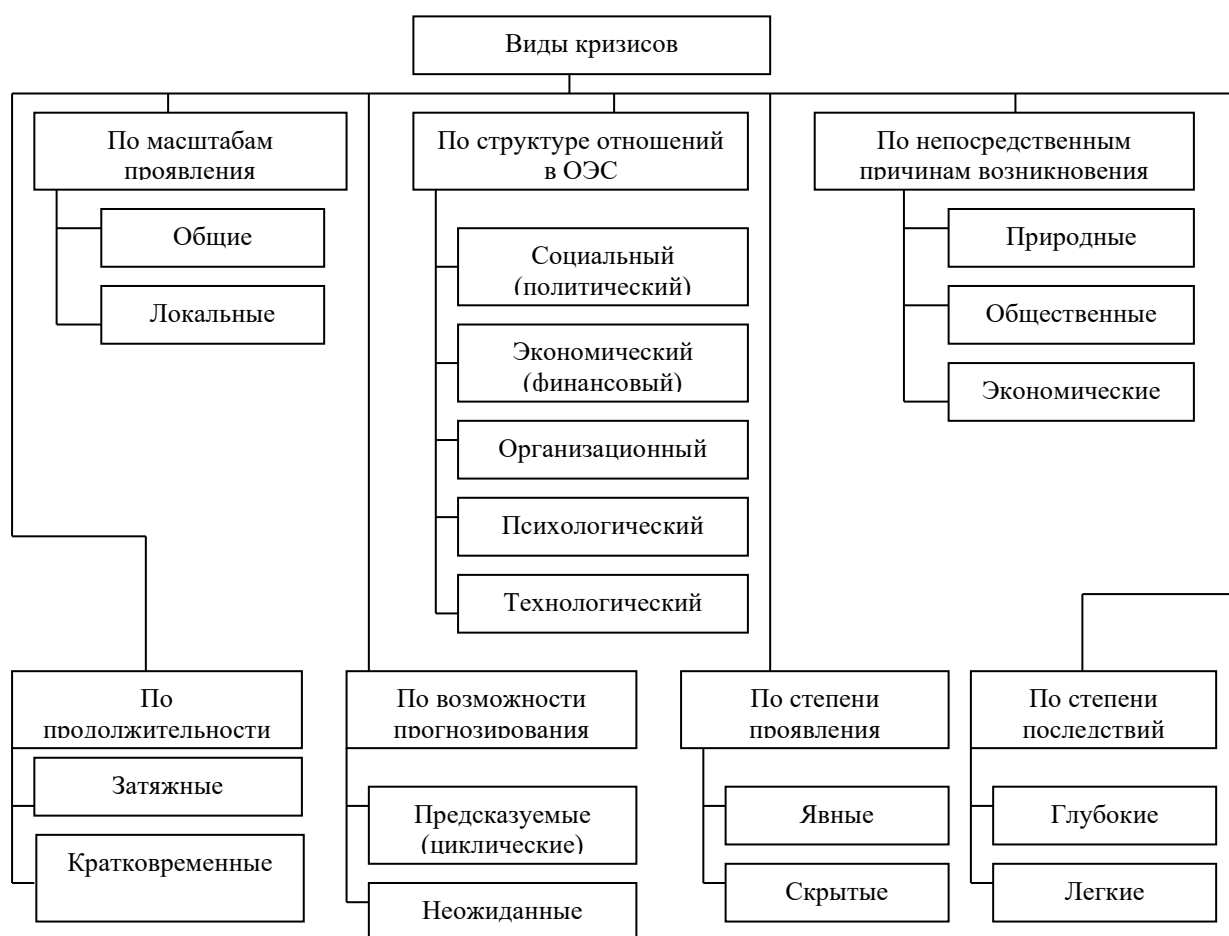 Виды кризисов
По масштабам
проявления
Общие
Локальные
По структуре отношений
в ОЭС
Социальный
(политический)
Экономический
(финансовый)
Организационный
Психологический
Технологический
По непосредственным
причинам возникновения
Природные
Общественные
Экономические
По
продолжительности
Затяжные
Кратковременные
По возможности
прогнозирования
Предсказуемые
(циклические)
Неожиданные
По степени
проявления
Явные
Скрытые
По степени
последствий
Глубокие
Легкие